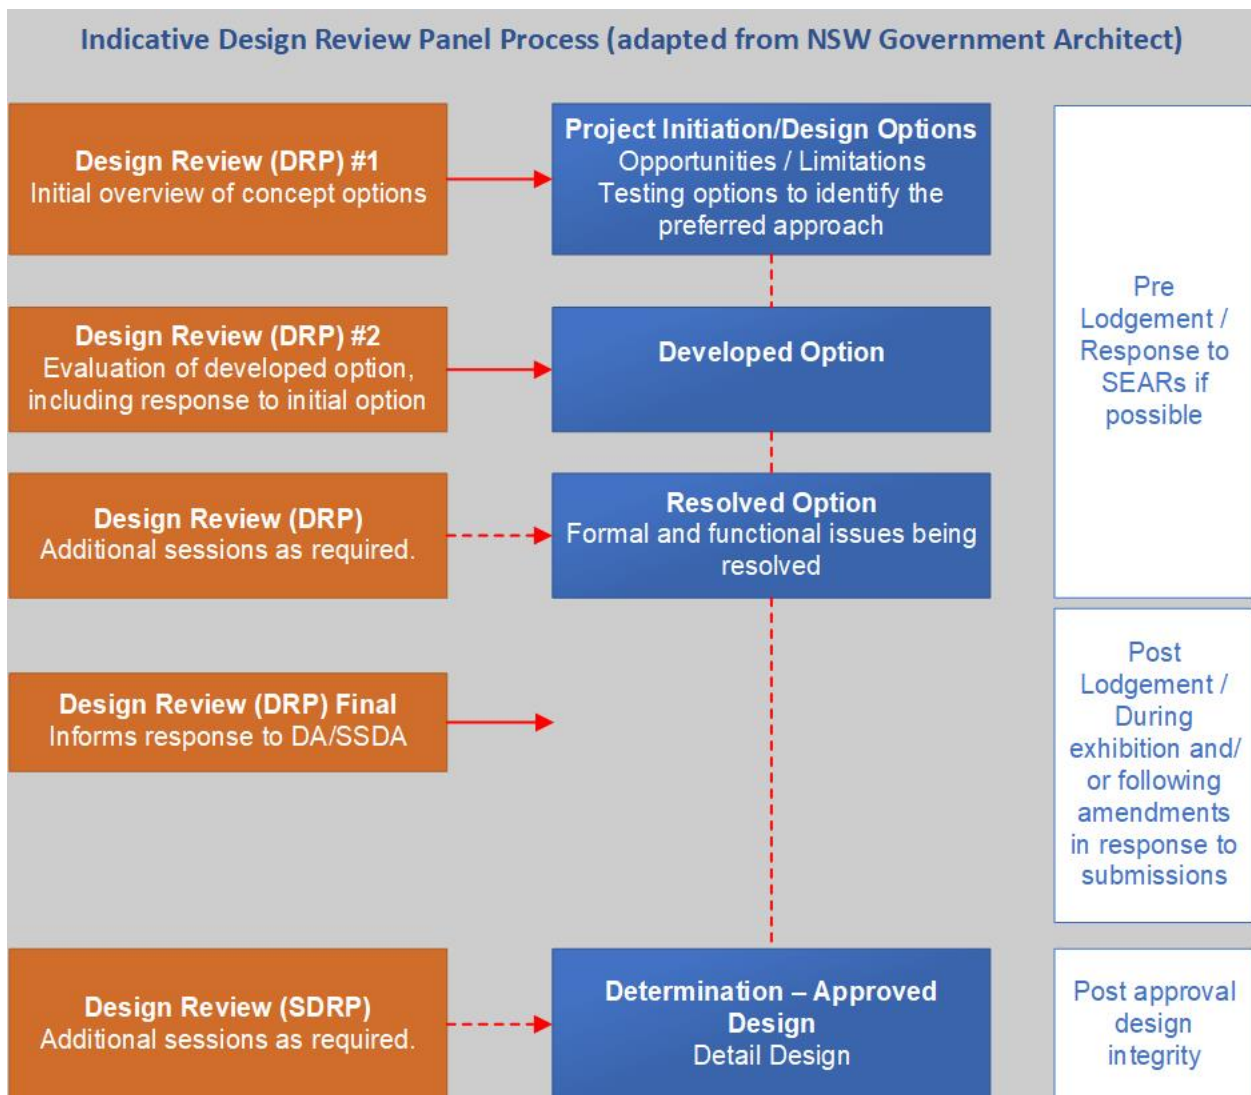 Indicative Design Review Panel Process (adapted from NSW Government Architect)
Design Review (DRP) #1
Initial overview of concept options
Project Initiation/Design Options
Opportunities / Limitations
Testing options to identify the
preferred approach
Design Review (DRP) #2
Evaluation of developed option,
including response to initial option
Developed Option
Pre
Lodgement /
Response to
SEARs if
possible
Design Review (DRP)
Additional sessions as required.
Resolved Option
Formal and functional issues being
resolved
Design Review (DRP) Final
Informs response to DA/SSDA
Post
Lodgement /
During
exhibition and/
or following
amendments
in response to
submissions
Design Review (SDRP)
Additional sessions as required.
Determination – Approved
Design
Detail Design
Post approval
design
integrity